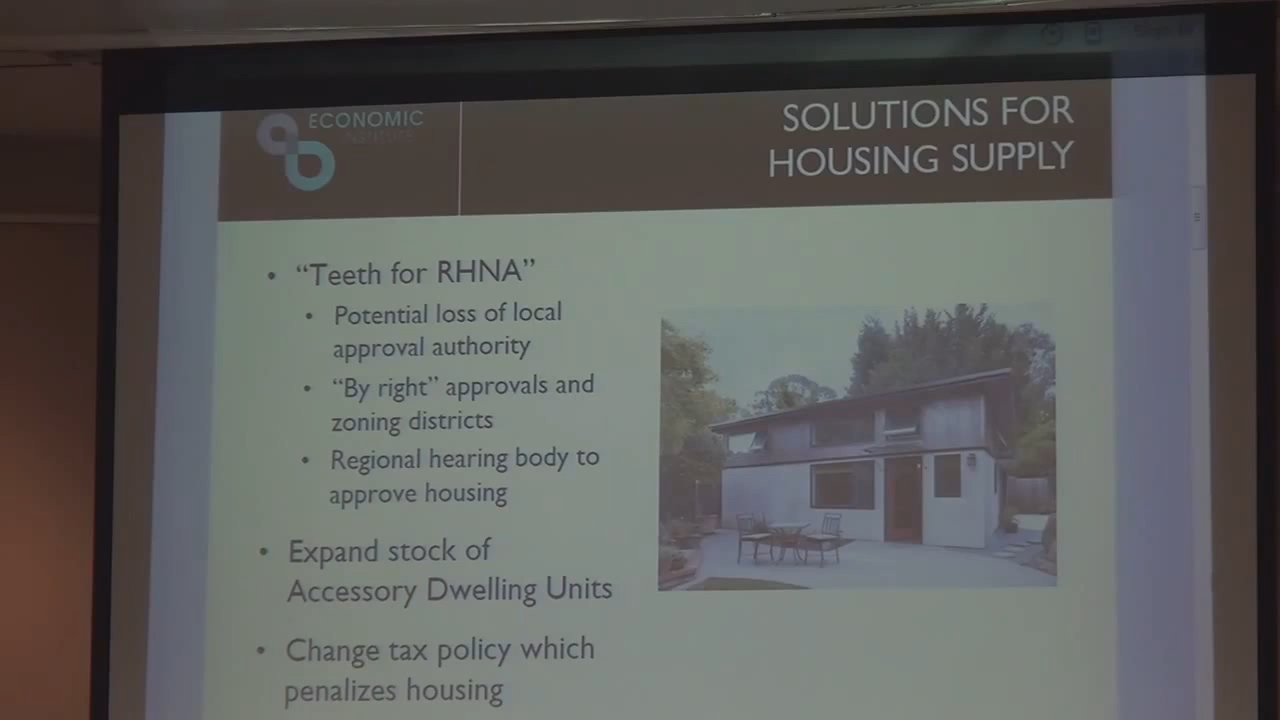 ECONOMIC
INSTITUTE
SOLUTIONS FOR
HOUSING SUPPLY
• “Teeth for RHNA”
• Potential loss of local
approval authority
• “By right” approvals and
zoning districts
• Regional hearing body to
approve housing
• Expand stock of
Accessory Dwelling Units
• Change tax policy which
penalizes housing